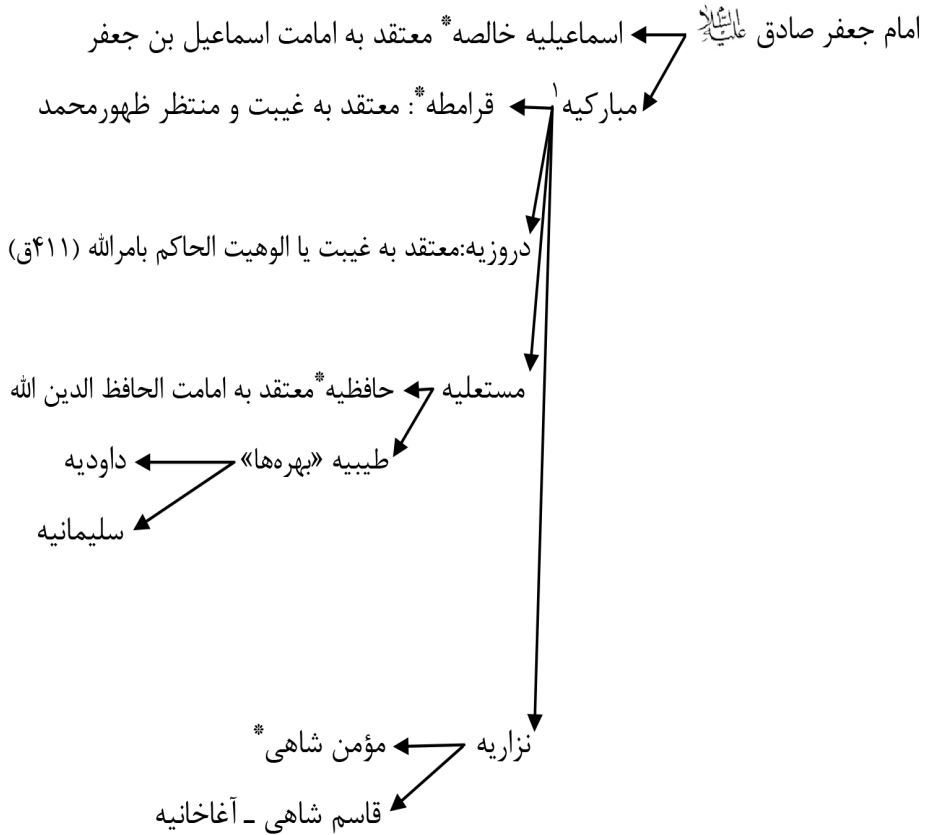 امام جعفر صادق علیه السلام اسماعیلیه خالصه* معتقد به امامت اسماعیل بن جعفر
مبارکیه۱ قرامطه*: معتقد به غیبت و منتظر ظهورمحمد
دروزیه:معتقد به غیبت یا الوهیت الحاکم بامرالله (۴۱۱ق)
مستعلیه حافظیه*معتقد به امامت الحافظ الدین الله
طیبیه «بهره‌ها» داودیه
سلیمانیه
نزاریه مؤمن شاهی*
قاسم شاهی ـ آغاخانیه